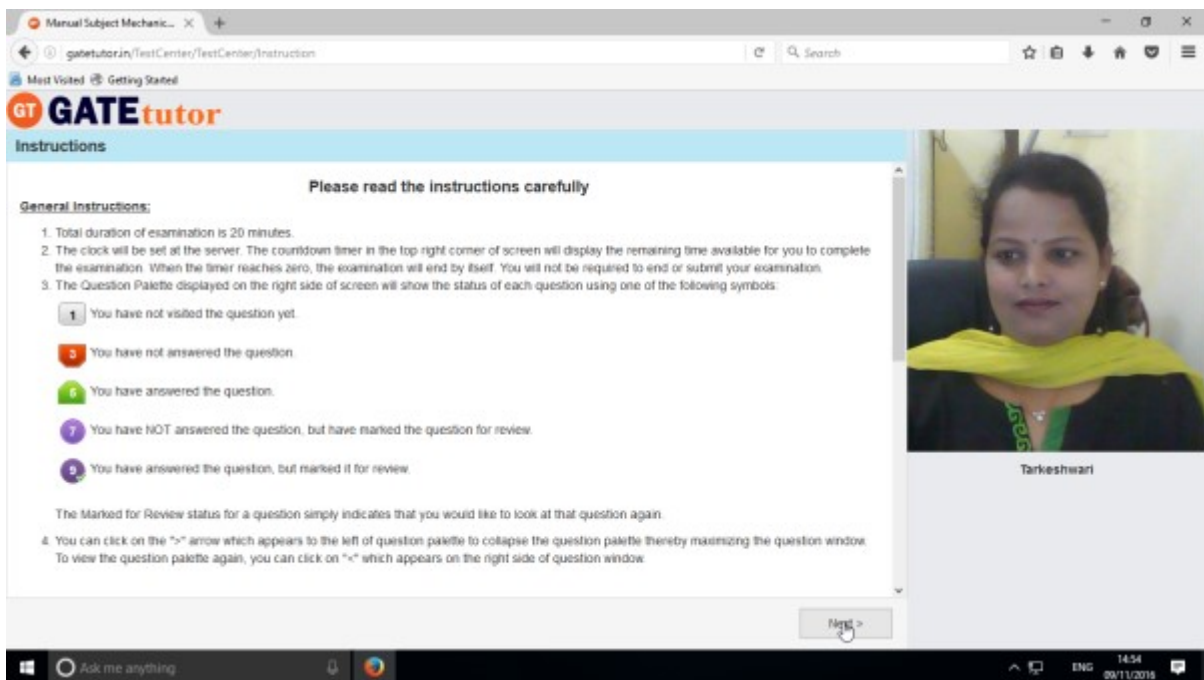 Manual Subject Mechanic...
gatetutor.in/TestCenter/TestCenter/Instruction
Search
Most Visited Getting Started
GT GATEtutor
Instructions
Please read the instructions carefully
General Instructions:
1. Total duration of examination is 20 minutes.
2. The clock will be set at the server. The countdown timer in the top right corner of screen will display the remaining time available for you to complete
the examination. When the timer reaches zero, the examination will end by itself. You will not be required to end or submit your examination.
3. The Question Palette displayed on the right side of screen will show the status of each question using one of the following symbols:
1 You have not visited the question yet.
3 You have not answered the question.
6 You have answered the question.
7 You have NOT answered the question, but have marked the question for review.
9 You have answered the question, but marked it for review.
The Marked for Review status for a question simply indicates that you would like to look at that question again.
4. You can click on the ">" arrow which appears to the left of question palette to collapse the question palette thereby maximizing the question window.
To view the question palette again, you can click on "<" which appears on the right side of question window.
Tarkeshwari
Next >
Ask me anything
ENG
14:54
09/11/2016